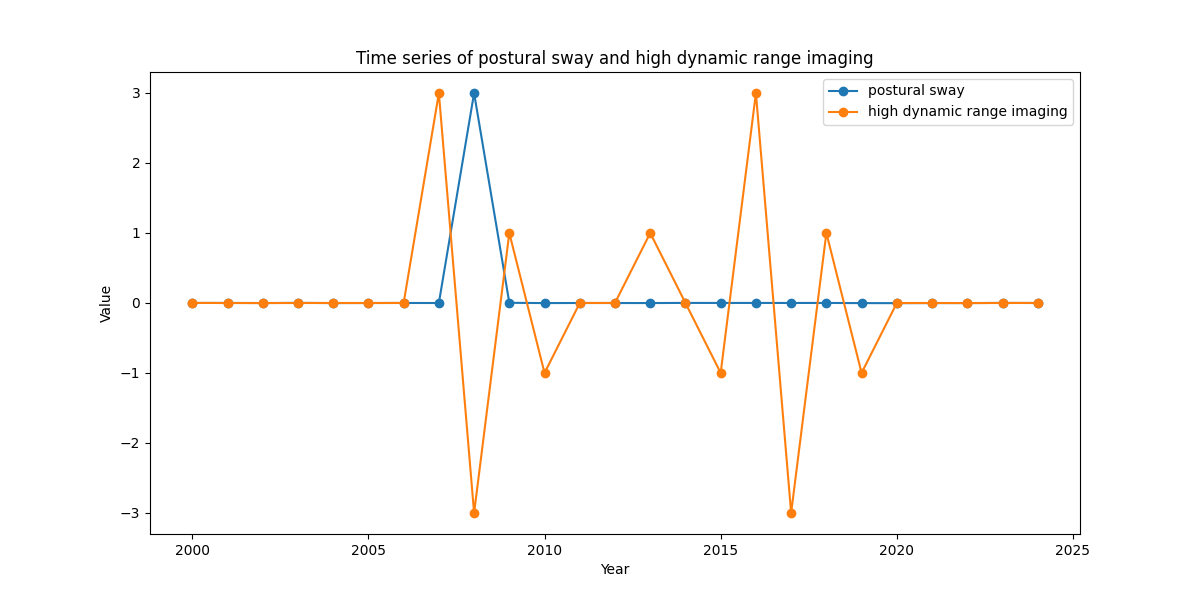 Time series of postural sway and high dynamic range imaging
postural sway
high dynamic range imaging
Value
3
2
1
0
−1
−2
−3
2000 2005 2010 2015 2020 2025
Year